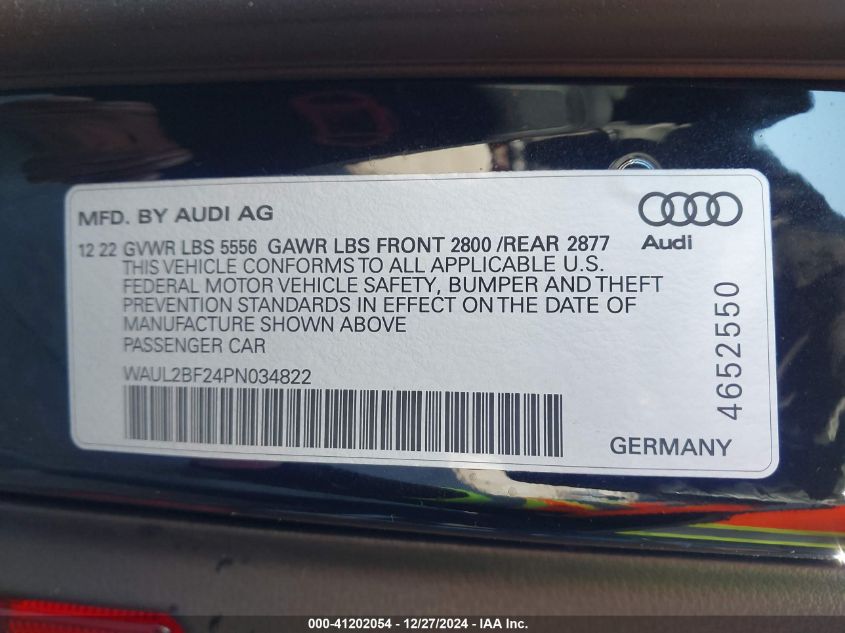 MFD. BY AUDI AG
Audi
12 22 GVWR LBS 5556 GAWR LBS FRONT 2800 /REAR 2877
THIS VEHICLE CONFORMS TO ALL APPLICABLE U.S.
FEDERAL MOTOR VEHICLE SAFETY, BUMPER AND THEFT
PREVENTION STANDARDS IN EFFECT ON THE DATE OF
MANUFACTURE SHOWN ABOVE
PASSENGER CAR
WAUL2BF24PN034822
4652550
GERMANY
000-41202054 - 12/27/2024 - IAA Inc.